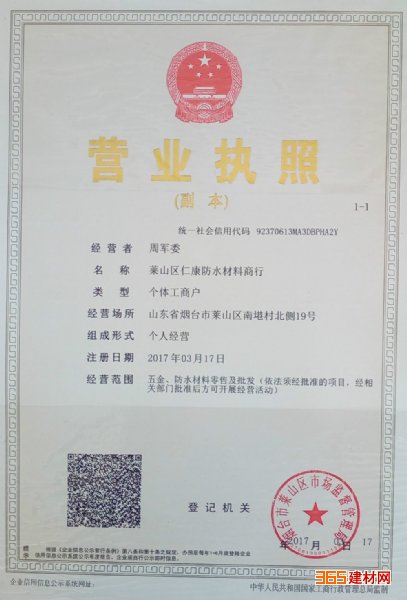 营业执照
(副 本)
1-1
统一社会信用代码 92370613MA3DBPHA2Y
经营者 周军委
名称 莱山区仁康防水材料商行
类型 个体工商户
经营场所 山东省烟台市莱山区南塂村北侧19号
组成形式 个人经营
注册日期 2017年03月17日
经营范围 五金、防水材料零售及批发（依法须经批准的项目，经相
关部门批准后方可开展经营活动）
烟台市莱山区市场监督管理局
登记机关
2017
年 月 日 17
提示
企业信用信息公示系统网址：
中华人民共和国国家工商行政管理总局监制
365建材网